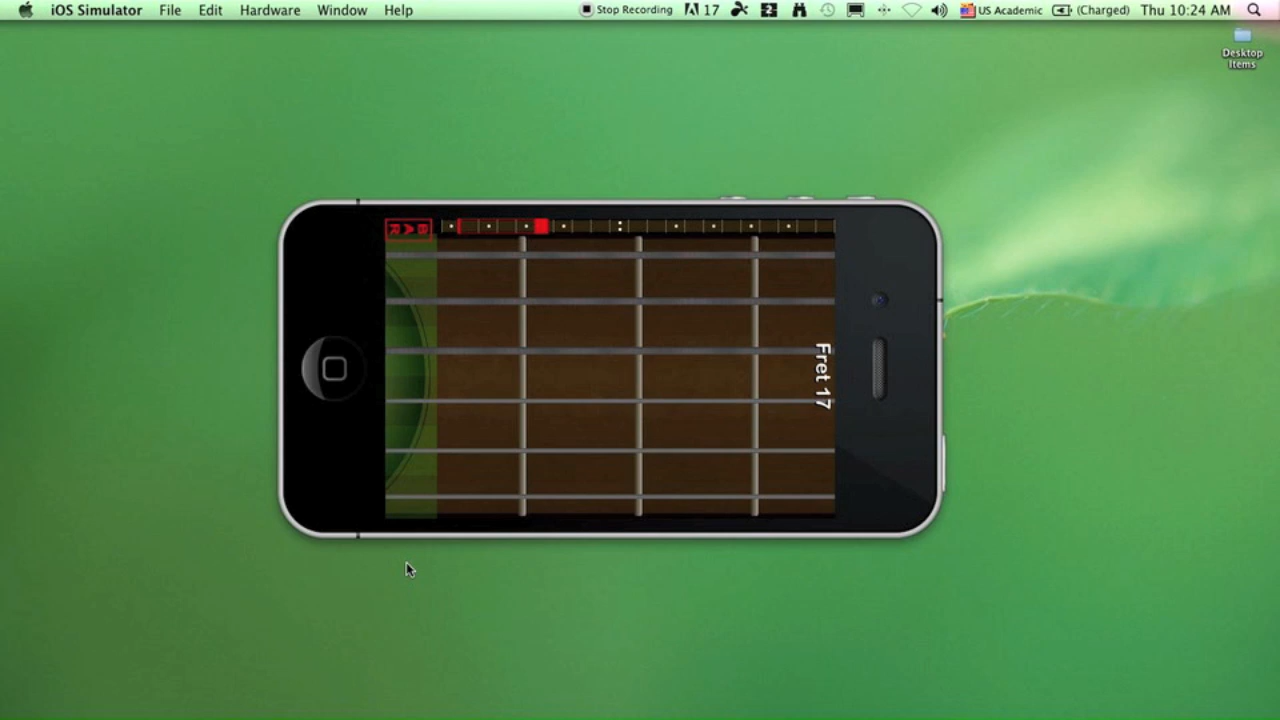 iOS Simulator File Edit Hardware Window Help Stop Recording 17 US Academic (Charged) Thu 10:24 AM
Desktop
Items
BAR
Fret 17